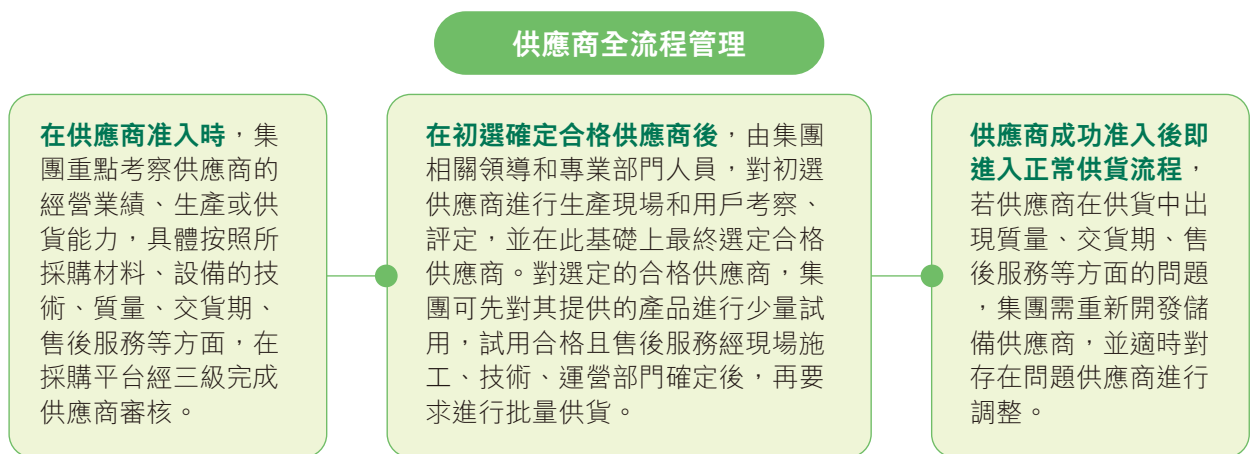 供應商全流程管理
在供應商准入時，集
團重點考察供應商的
經營業績、生產或供
貨能力，具體按照所
採購材料、設備的技
術、質量、交貨期、
售後服務等方面，在
採購平台經三級完成
供應商審核。
在初選確定合格供應商後，由集團
相關領導和專業部門人員，對初選
供應商進行生產現場和用戶考察、
評定，並在此基礎上最終選定合格
供應商。對選定的合格供應商，集
團可先對其提供的產品進行少量試
用，試用合格且售後服務經現場施
工、技術、運營部門確定後，再要
求進行批量供貨。
供應商成功准入後即
進入正常供貨流程，
若供應商在供貨中出
現質量、交貨期、售
後服務等方面的問題
，集團需重新開發儲
備供應商，並適時對
存在問題供應商進行
調整。